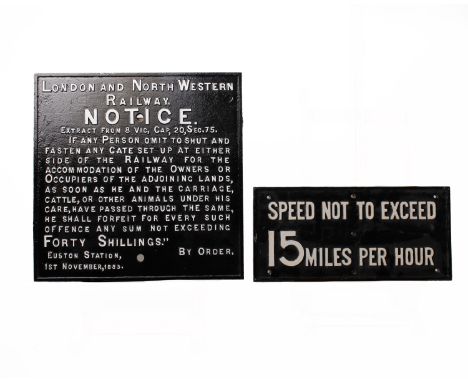 LONDON AND NORTH WESTERN
RAILWAY.
NOTICE.
EXTRACT FROM 8 VIC, CAP, 20, SEC. 75.
IF ANY PERSON OMIT TO SHUT AND
FASTEN ANY GATE SET UP AT EITHER
SIDE OF THE RAILWAY FOR THE
ACCOMMODATION OF THE OWNERS OR
OCCUPIERS OF THE ADJOINING LANDS,
AS SOON AS HE AND THE CARRIAGE,
CATTLE, OR OTHER ANIMALS UNDER HIS
CARE, HAVE PASSED THROUGH THE SAME,
HE SHALL FORFEIT FOR EVERY SUCH
OFFENCE ANY SUM NOT EXCEEDING
FORTY SHILLINGS."
EUSTON STATION, BY ORDER.
1ST NOVEMBER, 1883.
SPEED NOT TO EXCEED
15 MILES PER HOUR